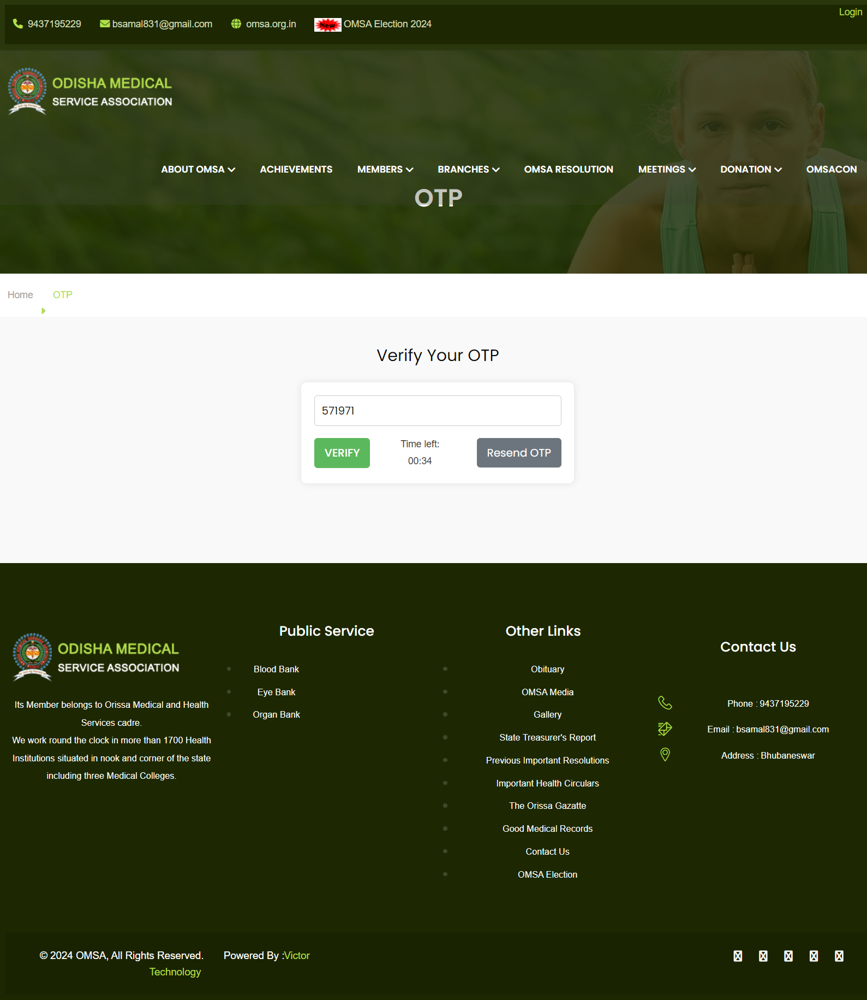 Login
9437195229 bsamal831@gmail.com omsa.org.in New OMSA Election 2024
ODISHA MEDICAL
SERVICE ASSOCIATION
ABOUT OMSA ACHIEVEMENTS MEMBERS BRANCHES OMSA RESOLUTION MEETINGS DONATION OMSACON
OTP
Home OTP
Verify Your OTP
571971
VERIFY Time left: 00:34 Resend OTP
ODISHA MEDICAL
SERVICE ASSOCIATION
Its Member belongs to Orissa Medical and Health
Services cadre.
We work round the clock in more than 1700 Health
Institutions situated in nook and corner of the state
including three Medical Colleges.
Public Service
Blood Bank
Eye Bank
Organ Bank
Other Links
Obituary
OMSA Media
Gallery
State Treasurer's Report
Previous Important Resolutions
Important Health Circulars
The Orissa Gazatte
Good Medical Records
Contact Us
OMSA Election
Contact Us
Phone : 9437195229
Email : bsamal831@gmail.com
Address : Bhubaneswar
© 2024 OMSA, All Rights Reserved. Powered By :Victor
Technology